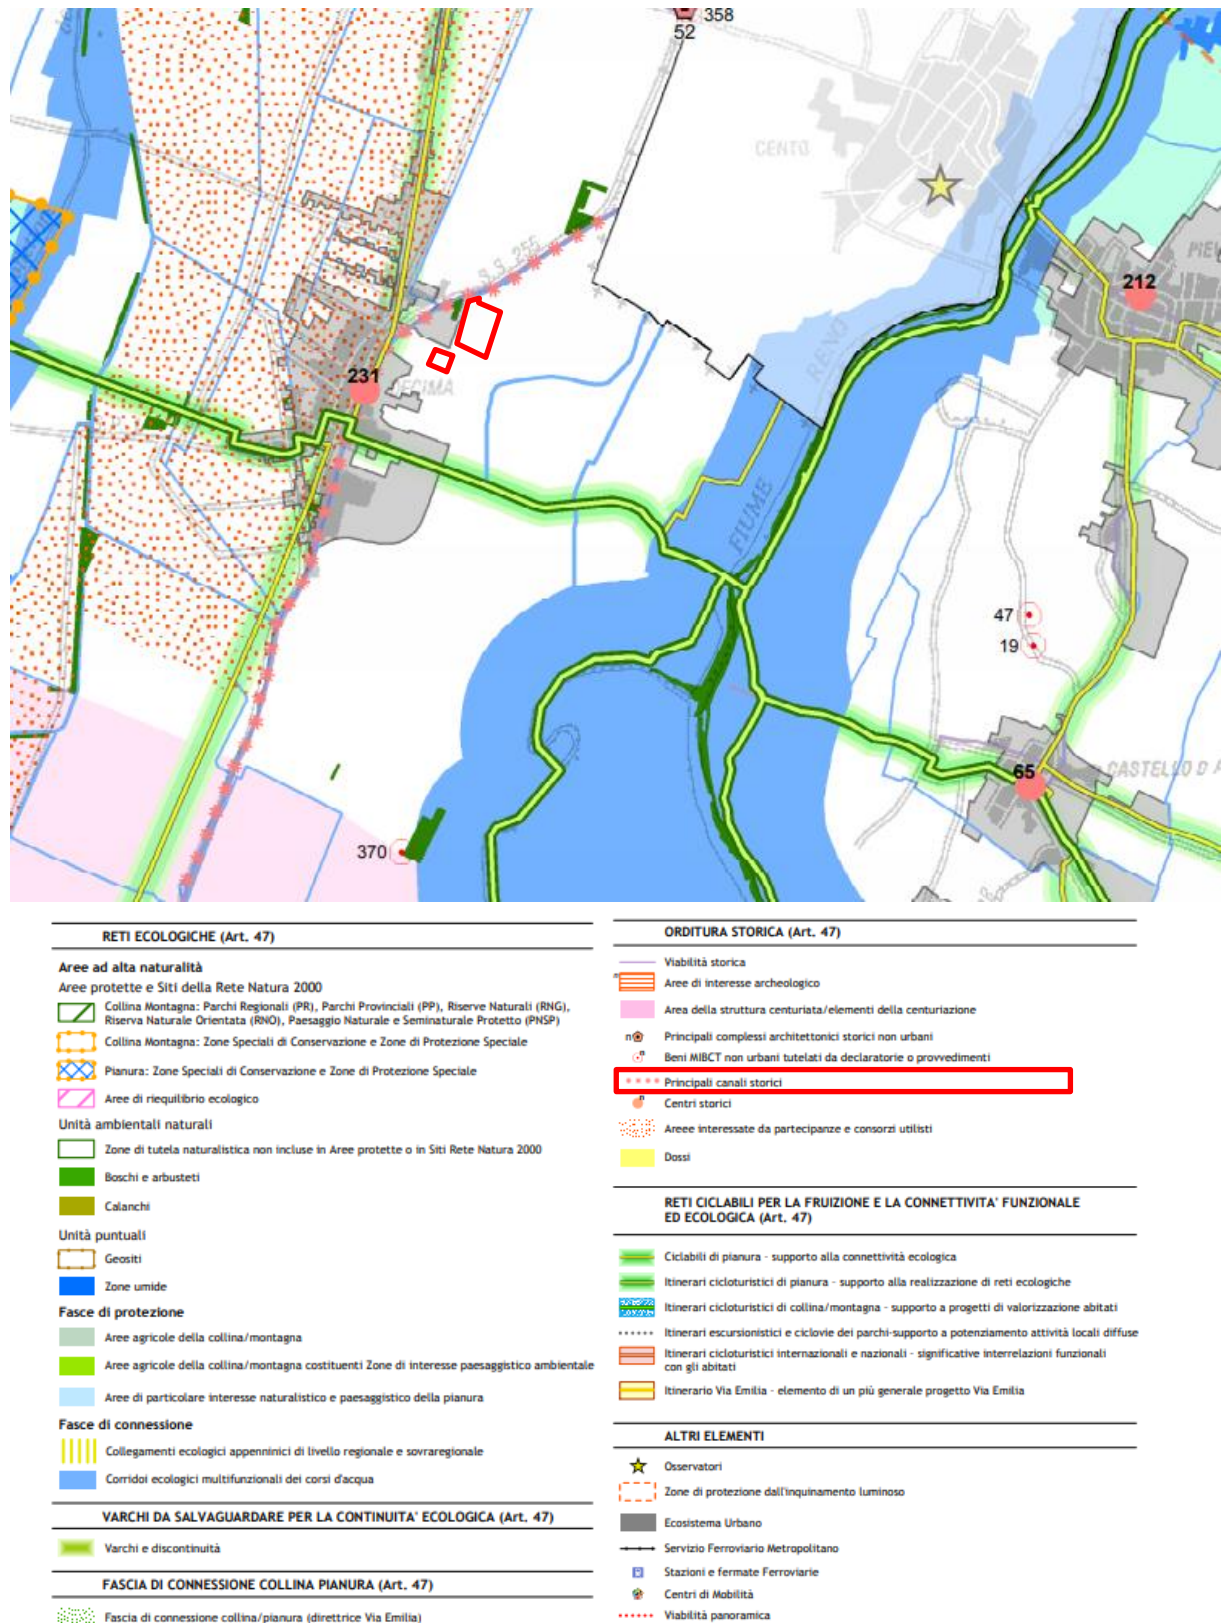 358
52
CENTO
S.S. 255
PIEV
212
231
DECIMA
RENO
FIUME
47
19
65
CASTELLO D'A
370
RETI ECOLOGICHE (Art. 47)
Aree ad alta naturalità
Aree protette e Siti della Rete Natura 2000
Collina Montagna: Parchi Regionali (PR), Parchi Provinciali (PP), Riserve Naturali (RNG),
Riserva Naturale Orientata (RNO), Paesaggio Naturale e Seminaturale Protetto (PNSP)
Collina Montagna: Zone Speciali di Conservazione e Zone di Protezione Speciale
Pianura: Zone Speciali di Conservazione e Zone di Protezione Speciale
Aree di riequilibrio ecologico
Unità ambientali naturali
Zone di tutela naturalistica non incluse in Aree protette o in Siti Rete Natura 2000
Boschi e arbusteti
Calanchi
Unità puntuali
Geositi
Zone umide
Fasce di protezione
Aree agricole della collina/montagna
Aree agricole della collina/montagna costituenti Zone di interesse paesaggistico ambientale
Aree di particolare interesse naturalistico e paesaggistico della pianura
Fasce di connessione
Collegamenti ecologici appenninici di livello regionale e sovraregionale
Corridoi ecologici multifunzionali dei corsi d'acqua
VARCHI DA SALVAGUARDARE PER LA CONTINUITA' ECOLOGICA (Art. 47)
Varchi e discontinuità
FASCIA DI CONNESSIONE COLLINA PIANURA (Art. 47)
Fascia di connessione collina/pianura (direttrice Via Emilia)
ORDITURA STORICA (Art. 47)
Viabilità storica
n Aree di interesse archeologico
Area della struttura centuriata/elementi della centuriazione
n Principali complessi architettonici storici non urbani
n Beni MIBCT non urbani tutelati da declaratorie o provvedimenti
Principali canali storici
n Centri storici
Areee interessate da partecipanze e consorzi utilisti
Dossi
RETI CICLABILI PER LA FRUIZIONE E LA CONNETTIVITA' FUNZIONALE
ED ECOLOGICA (Art. 47)
Ciclabili di pianura - supporto alla connettività ecologica
Itinerari cicloturistici di pianura - supporto alla realizzazione di reti ecologiche
Itinerari cicloturistici di collina/montagna - supporto a progetti di valorizzazione abitati
Itinerari escursionistici e ciclovie dei parchi-supporto a potenziamento attività locali diffuse
Itinerari cicloturistici internazionali e nazionali - significative interrelazioni funzionali
con gli abitati
Itinerario Via Emilia - elemento di un più generale progetto Via Emilia
ALTRI ELEMENTI
Osservatori
Zone di protezione dall'inquinamento luminoso
Ecosistema Urbano
Servizio Ferroviario Metropolitano
Stazioni e fermate Ferroviarie
Centri di Mobilità
Viabilità panoramica